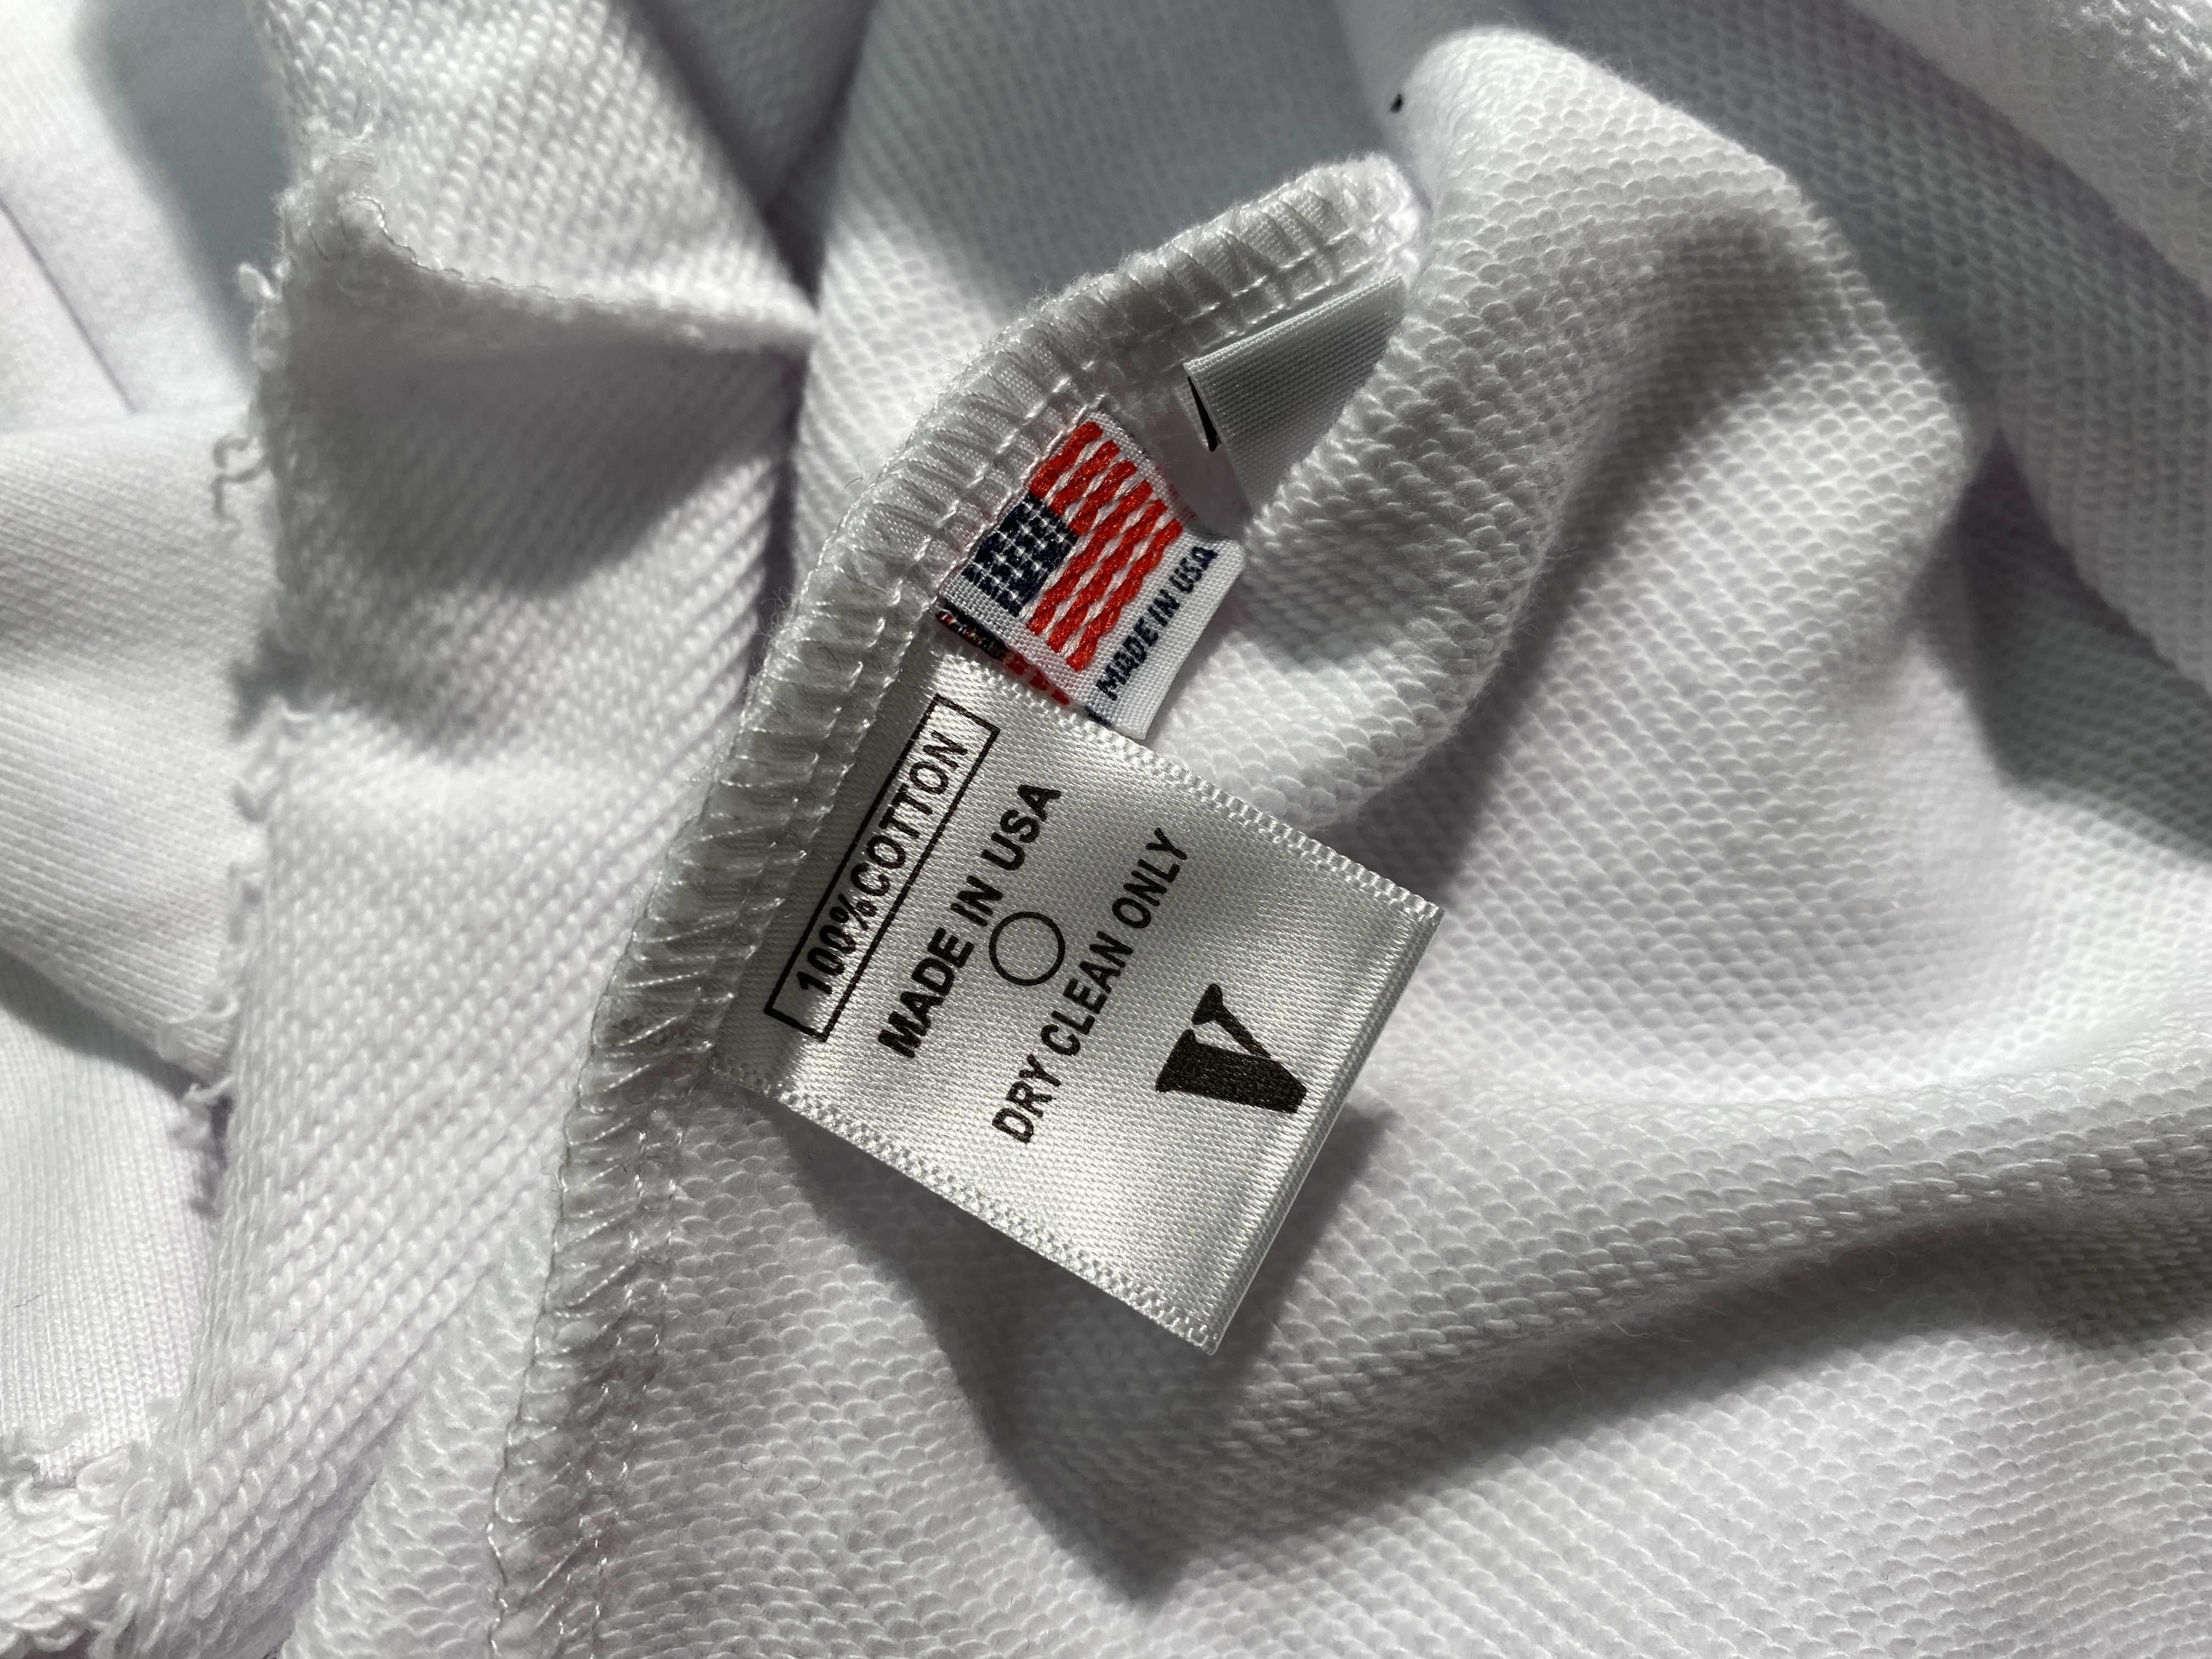 MADE IN USA
100%COTTON
MADE IN USA
DRY CLEAN ONLY
V